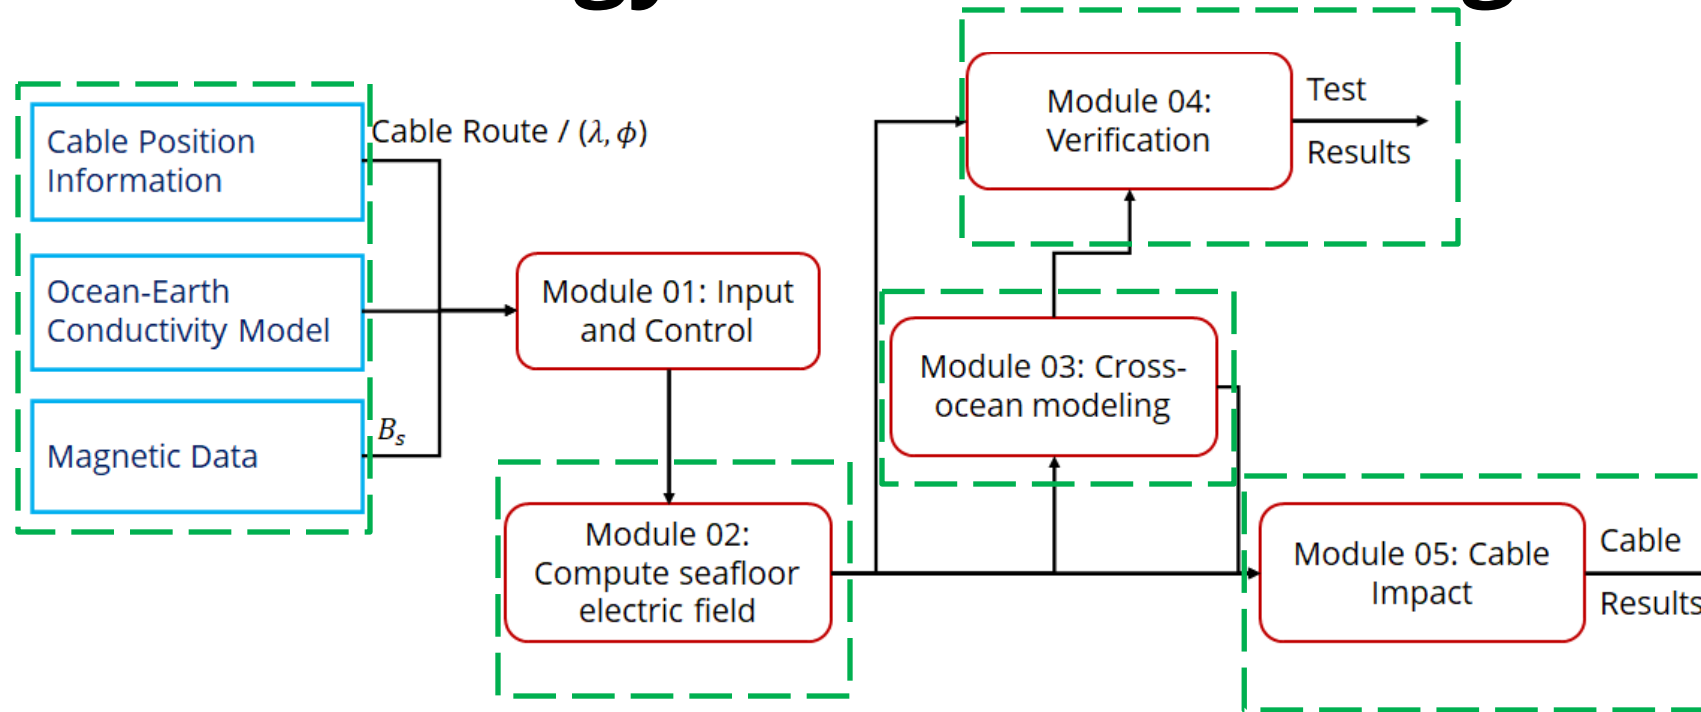 Cable Position
Information
Cable Route / (λ, ϕ)
Ocean-Earth
Conductivity Model
Magnetic Data
Bₛ
Module 01: Input
and Control
Module 02:
Compute seafloor
electric field
Module 03: Cross-
ocean modeling
Module 04:
Verification
Test
Results
Module 05: Cable
Impact
Cable
Results